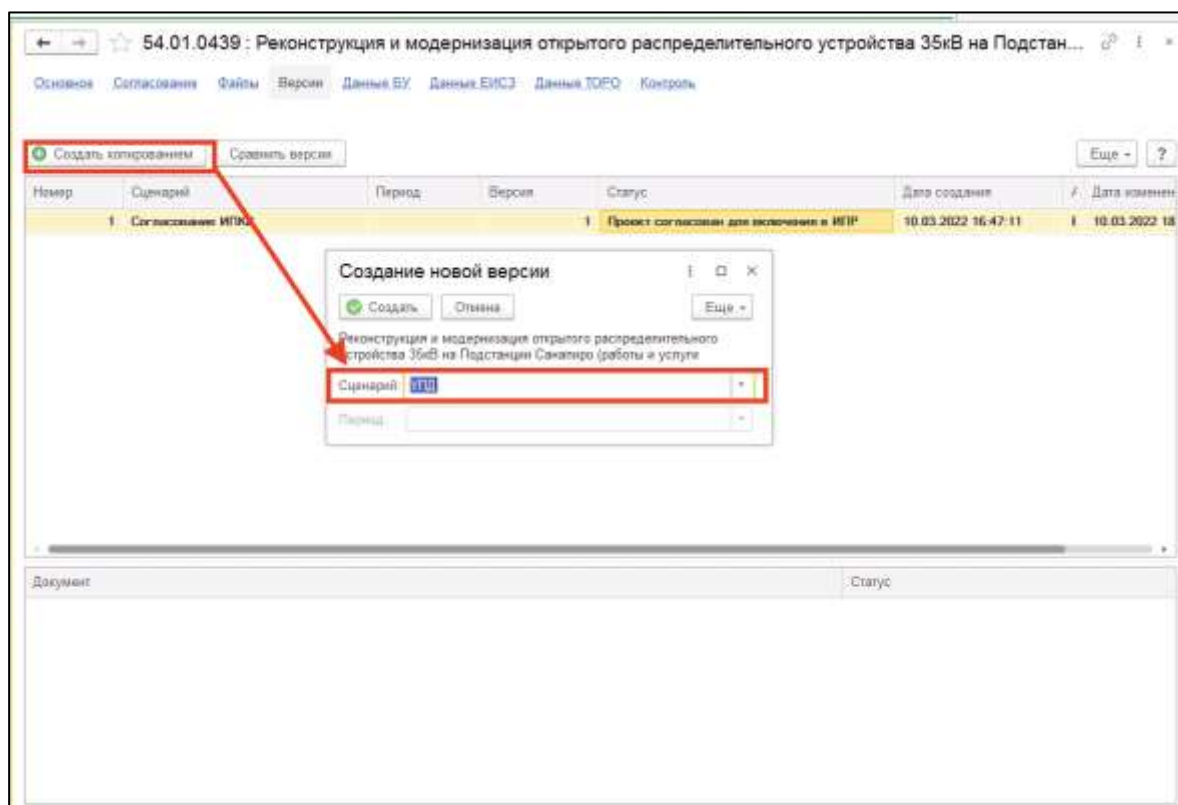 54.01.0439 : Реконструкция и модернизация открытого распределительного устройства 35кВ на Подстан...
Основное Согласование Файлы Версии Данные БУ Данные ЕИСЗ Данные ТОРО Контроль
Создать копированием Сравнить версии Еще ?
Номер Сценарий Период Версия Статус Дата создания Дата изменен
1 Согласование 1 Проект согласован для включения в ИПР 10.03.2022 16:47:11 10.03.2022 18
Создание новой версии
Создать Отмена Еще
Реконструкция и модернизация открытого распределительного
устройства 35кВ на Подстанции (работы и услуги
Сценарий:
Период:
Документ Статус